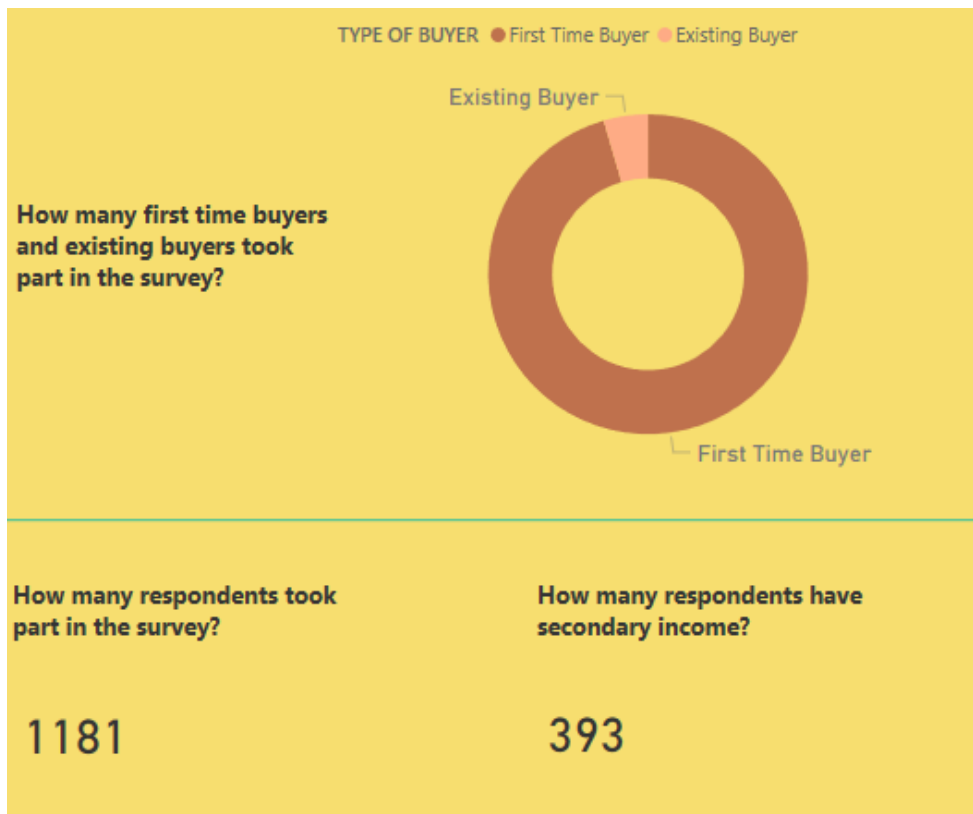 TYPE OF BUYER First Time Buyer Existing Buyer
Existing Buyer
How many first time buyers
and existing buyers took
part in the survey?
First Time Buyer
How many respondents took
part in the survey?
How many respondents have
secondary income?
1181
393